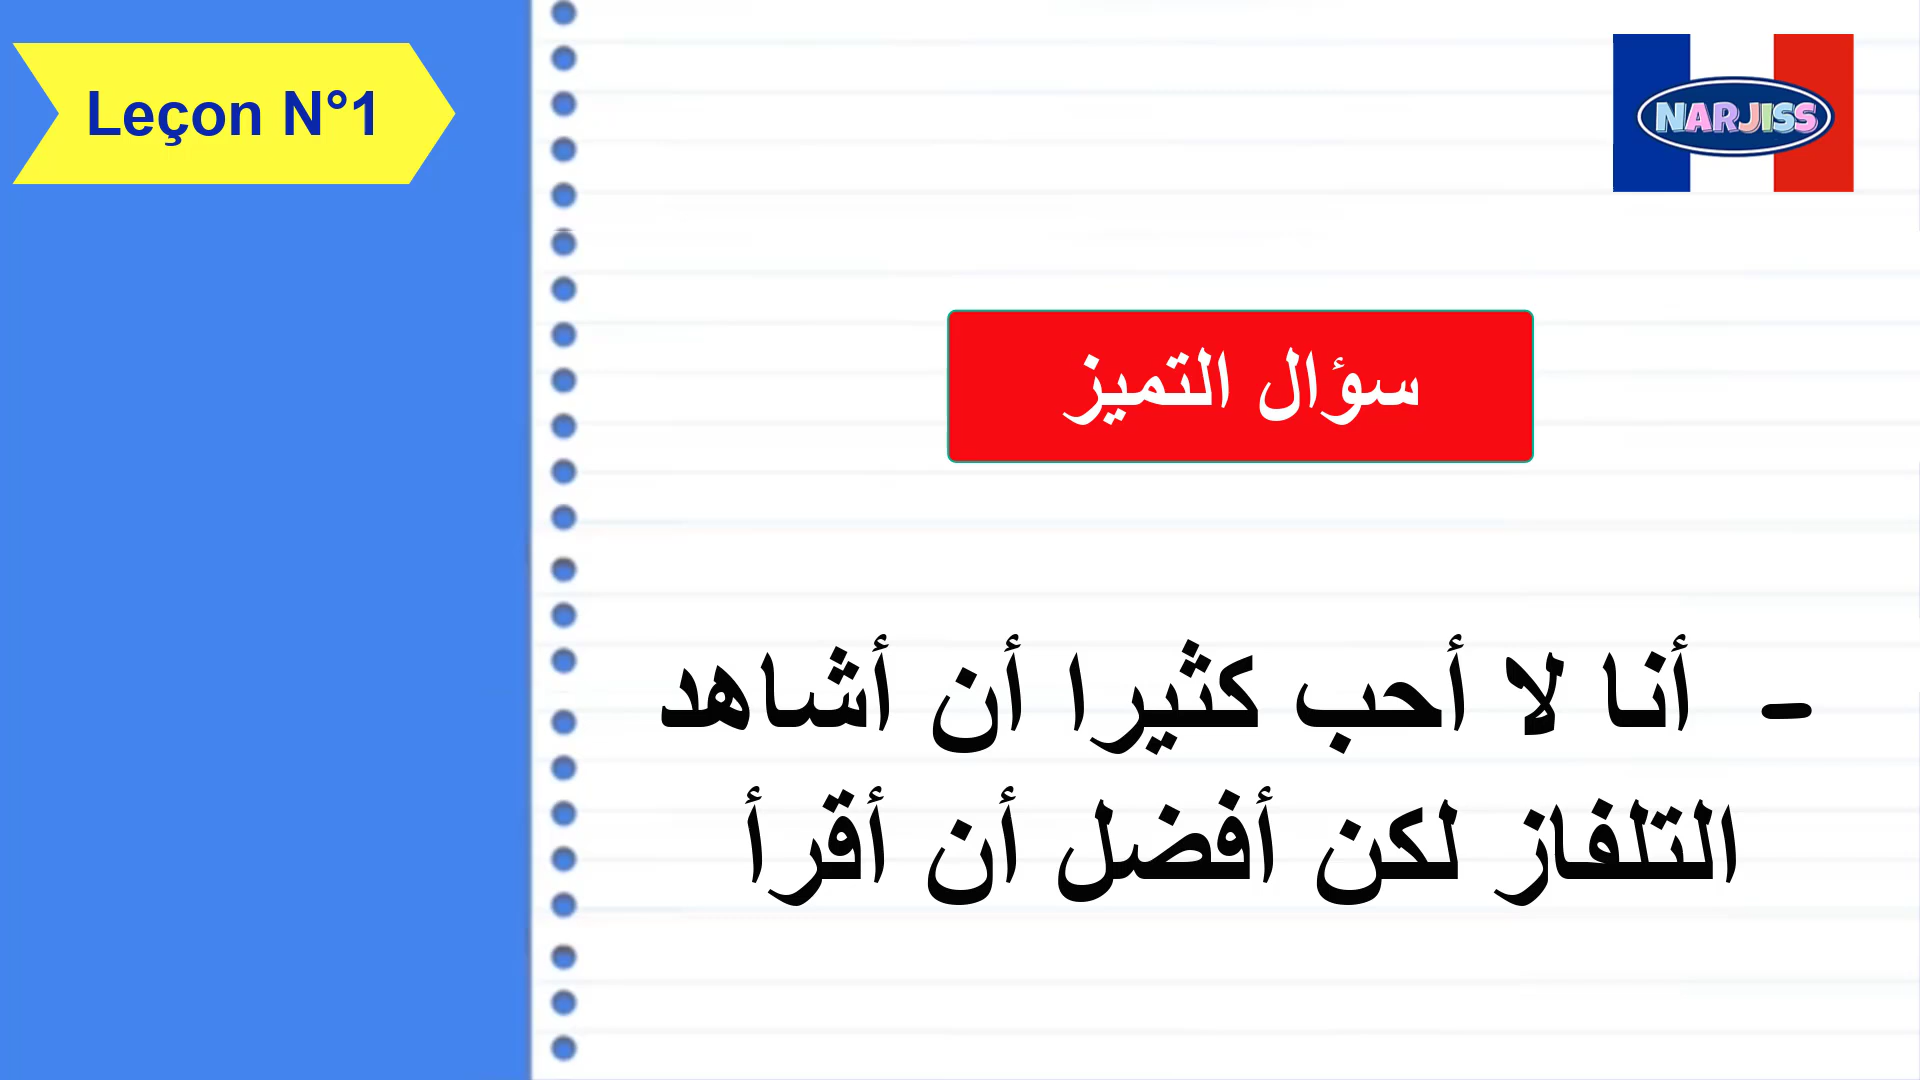 Leçon N°1
NARJISS
سؤال التميز
- أنا لا أحب كثيرا أن أشاهد
التلفاز لكن أفضل أن أقرأ